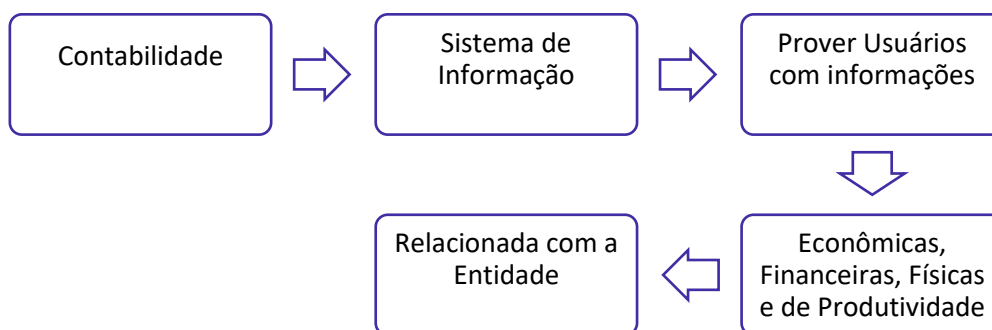 Contabilidade
Sistema de
Informação
Prover Usuários
com informações
Econômicas,
Financeiras, Físicas
e de Produtividade
Relacionada com a
Entidade